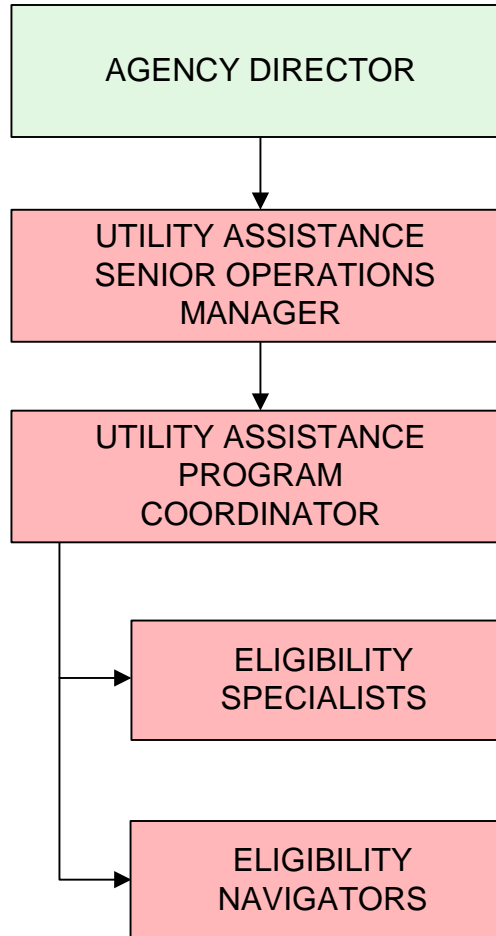 AGENCY DIRECTOR
UTILITY ASSISTANCE
SENIOR OPERATIONS
MANAGER
UTILITY ASSISTANCE
PROGRAM
COORDINATOR
ELIGIBILITY
SPECIALISTS
ELIGIBILITY
NAVIGATORS